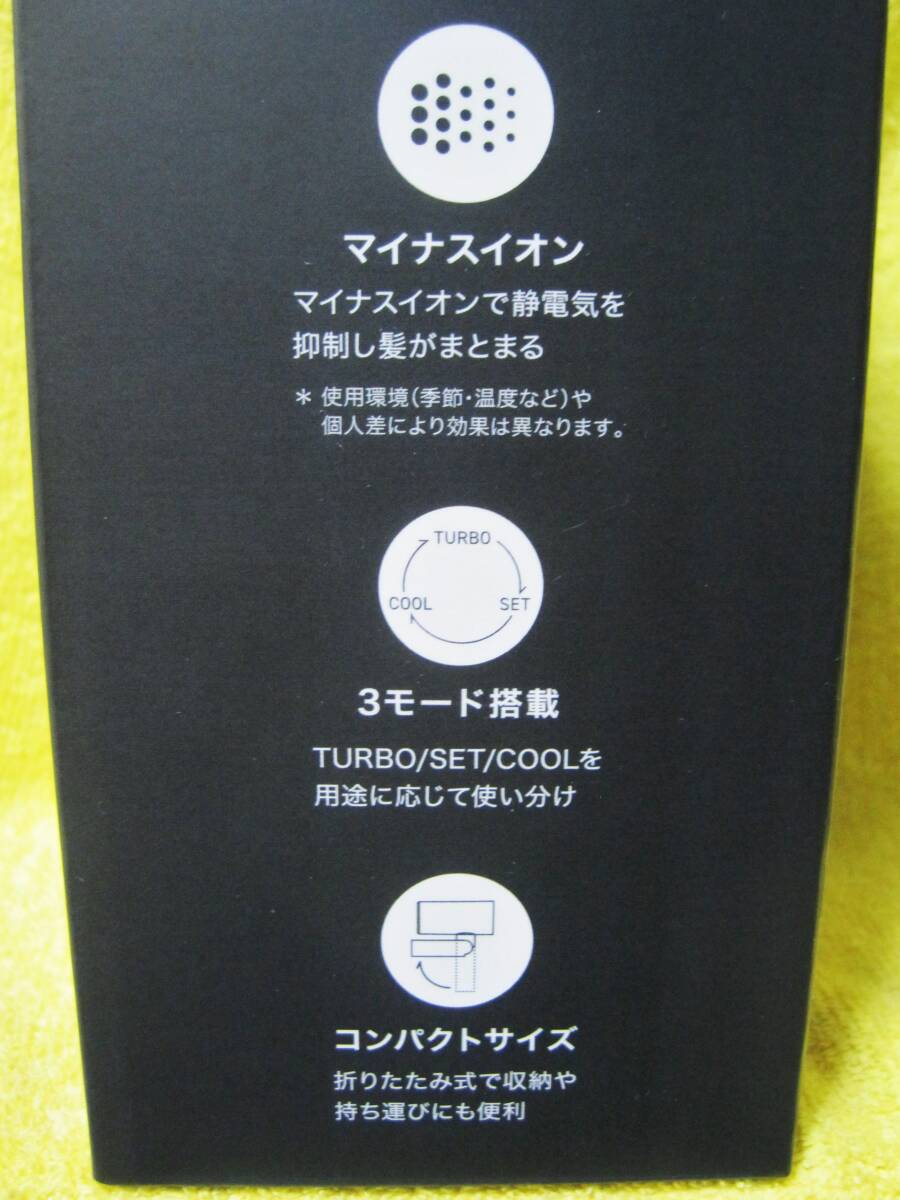 マイナスイオン
マイナスイオンで静電気を
抑制し髪がまとまる
＊ 使用環境（季節・温度など）や
個人差により効果は異なります。
TURBO
COOL
SET
3モード搭載
TURBO/SET/COOLを
用途に応じて使い分け
コンパクトサイズ
折りたたみ式で収納や
持ち運びにも便利